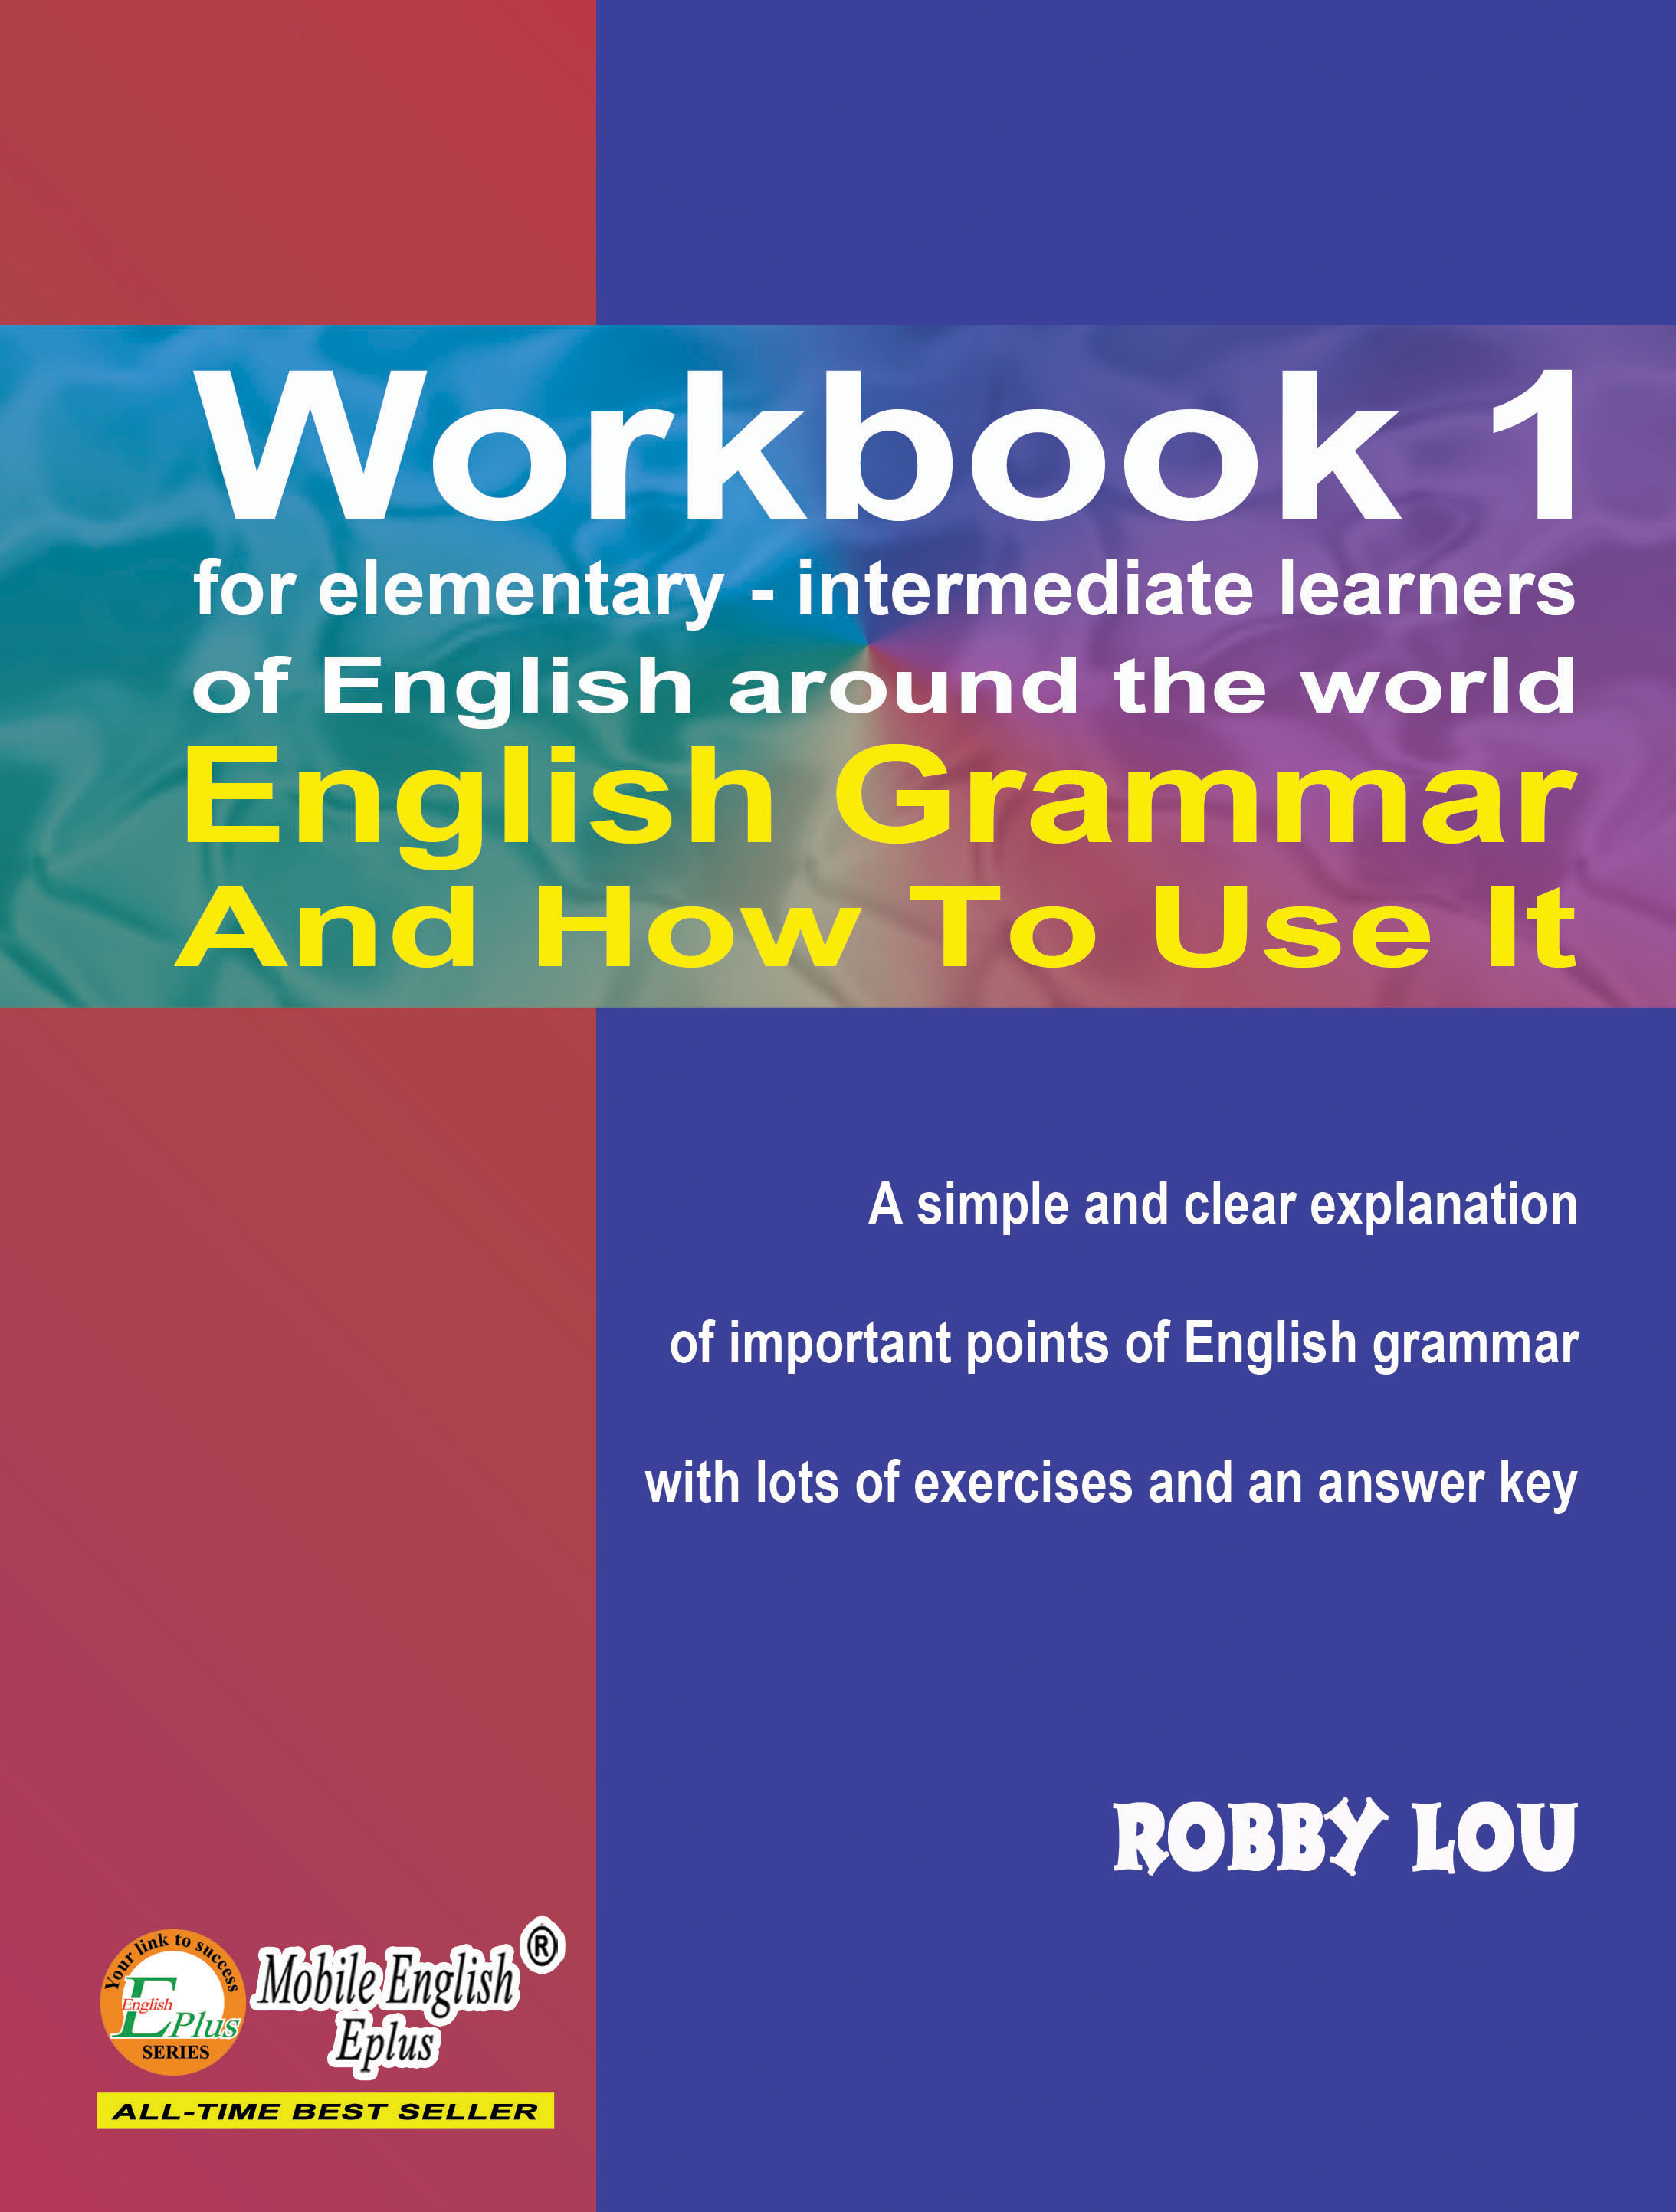 Workbook 1
for elementary - intermediate learners
of English around the world
English Grammar
And How To Use It
A simple and clear explanation
of important points of English grammar
with lots of exercises and an answer key
ROBBY LOU
Your link to success
English
EPlus
SERIES
Mobile English ®
Eplus
ALL-TIME BEST SELLER